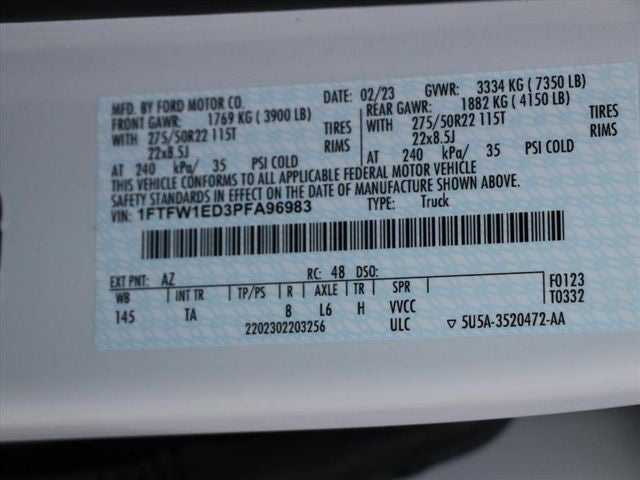 MFD. BY FORD MOTOR CO. DATE: 02/23 GVWR: 3334 KG ( 7350 LB)
FRONT GAWR: 1769 KG ( 3900 LB) REAR GAWR: 1882 KG ( 4150 LB)
WITH 275/50R22 115T TIRES WITH 275/50R22 115T TIRES
22x8.5J RIMS 22x8.5J RIMS
AT 240 kPa/ 35 PSI COLD AT 240 kPa/ 35 PSI COLD
THIS VEHICLE CONFORMS TO ALL APPLICABLE FEDERAL MOTOR VEHICLE
SAFETY STANDARDS IN EFFECT ON THE DATE OF MANUFACTURE SHOWN ABOVE.
VIN: 1FTFW1ED3PFA96983 TYPE: Truck
EXT PNT: AZ RC: 48 DSO:
WB INT TR TP/PS R AXLE TR SPR F0123
145 TA 8 L6 H VVCC T0332
2202302203256 ULC ▽ 5U5A-3520472-AA